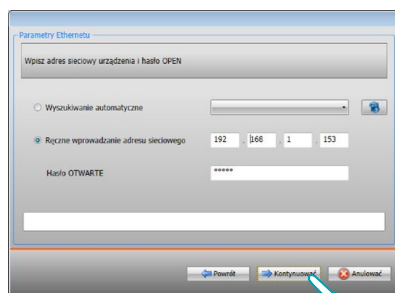 Parametry Ethernetu
Wpisz adres sieciowy urządzenia i hasło OPEN
Wyszukiwanie automatyczne
Ręczne wprowadzanie adresu sieciowego 192 . 168 . 1 . 153
Hasło OTWARTE *****
Powrót Kontynuować Anulować